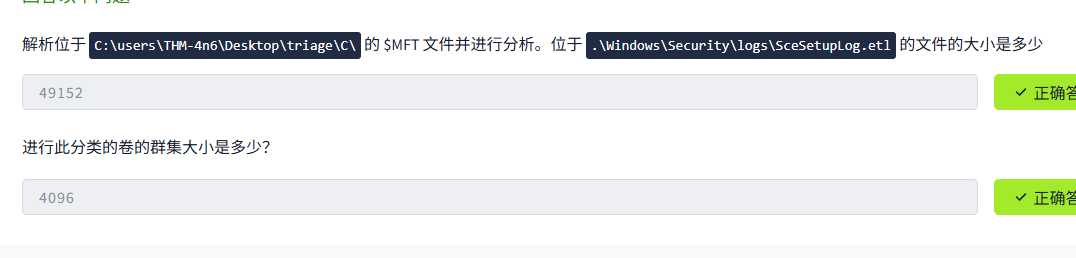 解析位于 C:\users\THM-4n6\Desktop\triage\C\ 的 $MFT 文件并进行分析。位于 .\Windows\Security\logs\SceSetupLog.etl 的文件的大小是多少
49152
正确答
进行此分类的卷的群集大小是多少？
4096
正确答